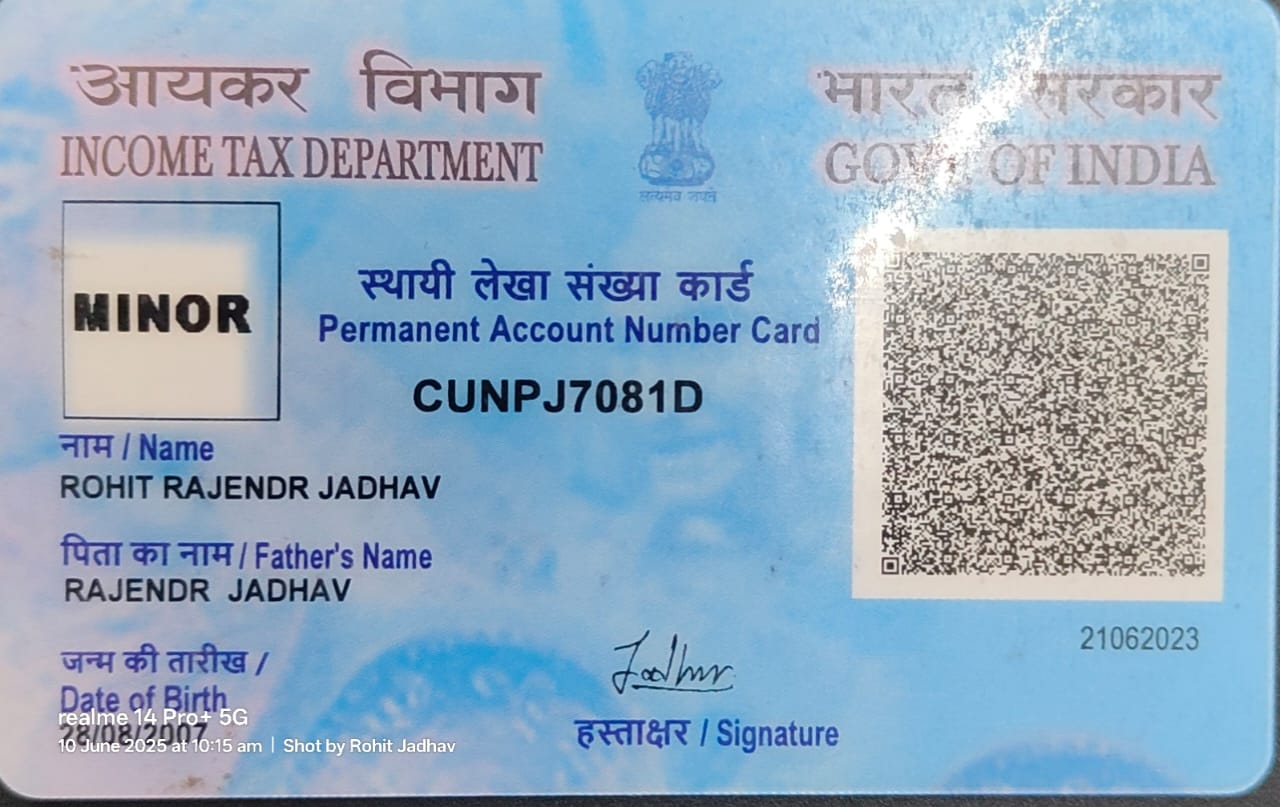 आयकर विभाग
INCOME TAX DEPARTMENT
सत्यमेव जयते
भारत सरकार
GOVT. OF INDIA
MINOR
स्थायी लेखा संख्या कार्ड
Permanent Account Number Card
CUNPJ7081D
नाम / Name
ROHIT RAJENDR JADHAV
पिता का नाम / Father's Name
RAJENDR JADHAV
जन्म की तारीख /
Date of Birth
28/08/2007
हस्ताक्षर / Signature
21062023
realme 14 Pro+ 5G
10 June 2025 at 10:15 am | Shot by Rohit Jadhav